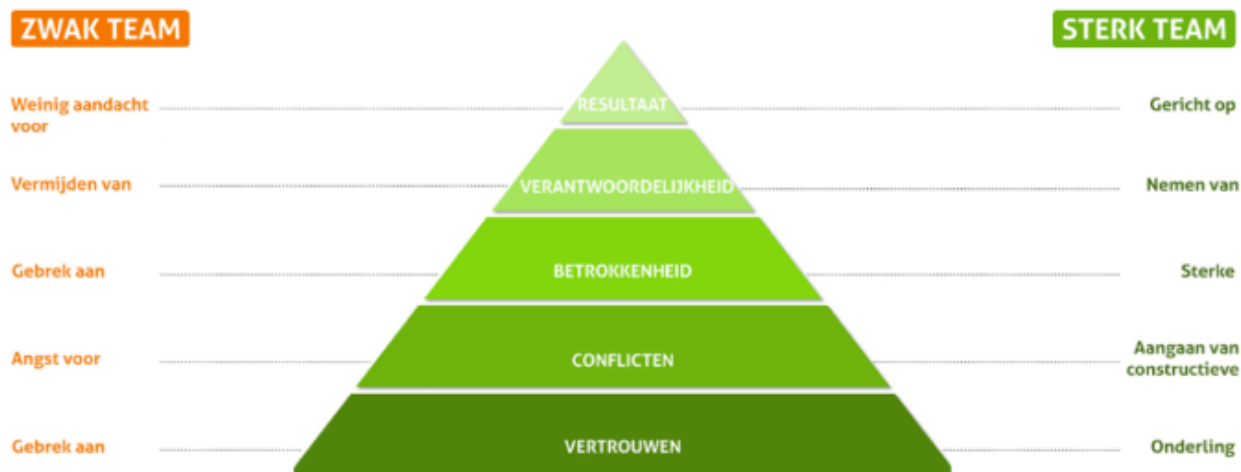 ZWAK TEAM
STERK TEAM
Weinig aandacht
voor
RESULTAAT
Gericht op
Vermijden van
VERANTWOORDELIJKHEID
Nemen van
Gebrek aan
BETROKKENHEID
Sterke
Angst voor
CONFLICTEN
Aangaan van
constructieve
Gebrek aan
VERTROUWEN
Onderling